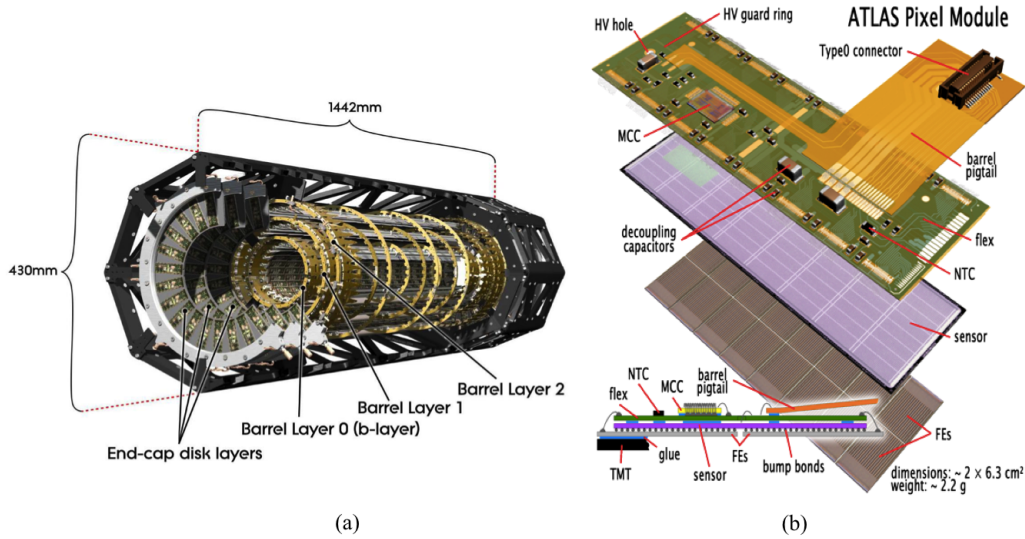 1442mm
430mm
Barrel Layer 2
Barrel Layer 1
Barrel Layer 0 (b-layer)
End-cap disk layers
(a)
ATLAS Pixel Module
HV guard ring
HV hole
Type0 connector
MCC
barrel
pigtail
decoupling
capacitors
flex
NTC
sensor
barrel
pigtail
NTC
MCC
flex
FEs
glue
FEs
TMT
sensor
bump bonds
dimensions: ~ 2 × 6.3 cm²
weight: ~ 2.2 g
(b)